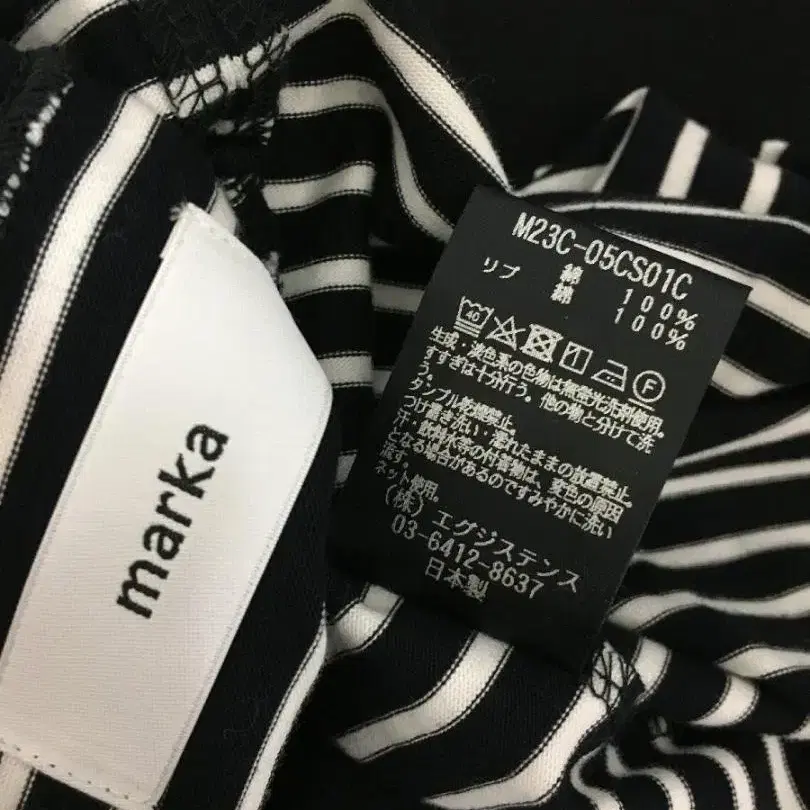 marka
M23C-05CS01C
綿 100%
リブ 綿 100%
40
生成・淡色系の色物は無蛍光洗剤使用。
すすぎは十分行う。他の物と分けて洗
う。
タンブル乾燥禁止。
つけ置き洗い・濡れたままの放置禁止。
汗・飲料水等の付着物は、変色の原因
となる場合があるのですみやかに洗い
流す。
ネット使用。
(株)エグジステンス
03-6412-8637
日本製